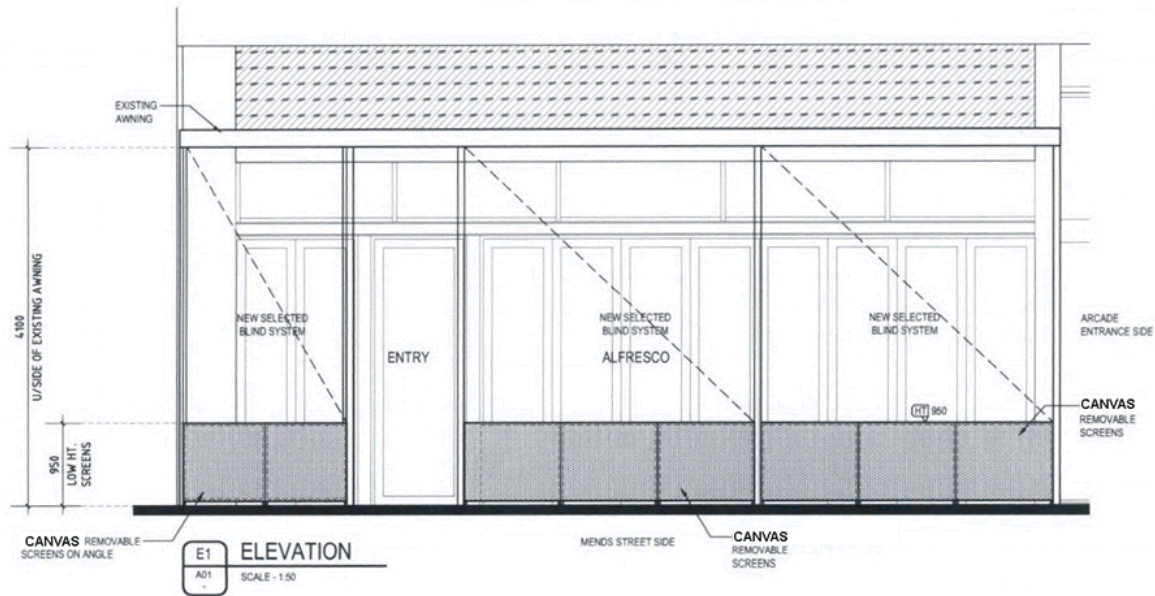 EXISTING
AWNING
4100
U/SIDE OF EXISTING AWNING
950
LOW HT.
SCREENS
NEW SELECTED
BLIND SYSTEM
ENTRY
NEW SELECTED
BLIND SYSTEM
ALFRESCO
NEW SELECTED
BLIND SYSTEM
ARCADE
ENTRANCE SIDE
HT 950
CANVAS
REMOVABLE
SCREENS
CANVAS REMOVABLE
SCREENS ON ANGLE
MENDS STREET SIDE
CANVAS
REMOVABLE
SCREENS
E1 ELEVATION
A01 SCALE - 1:50